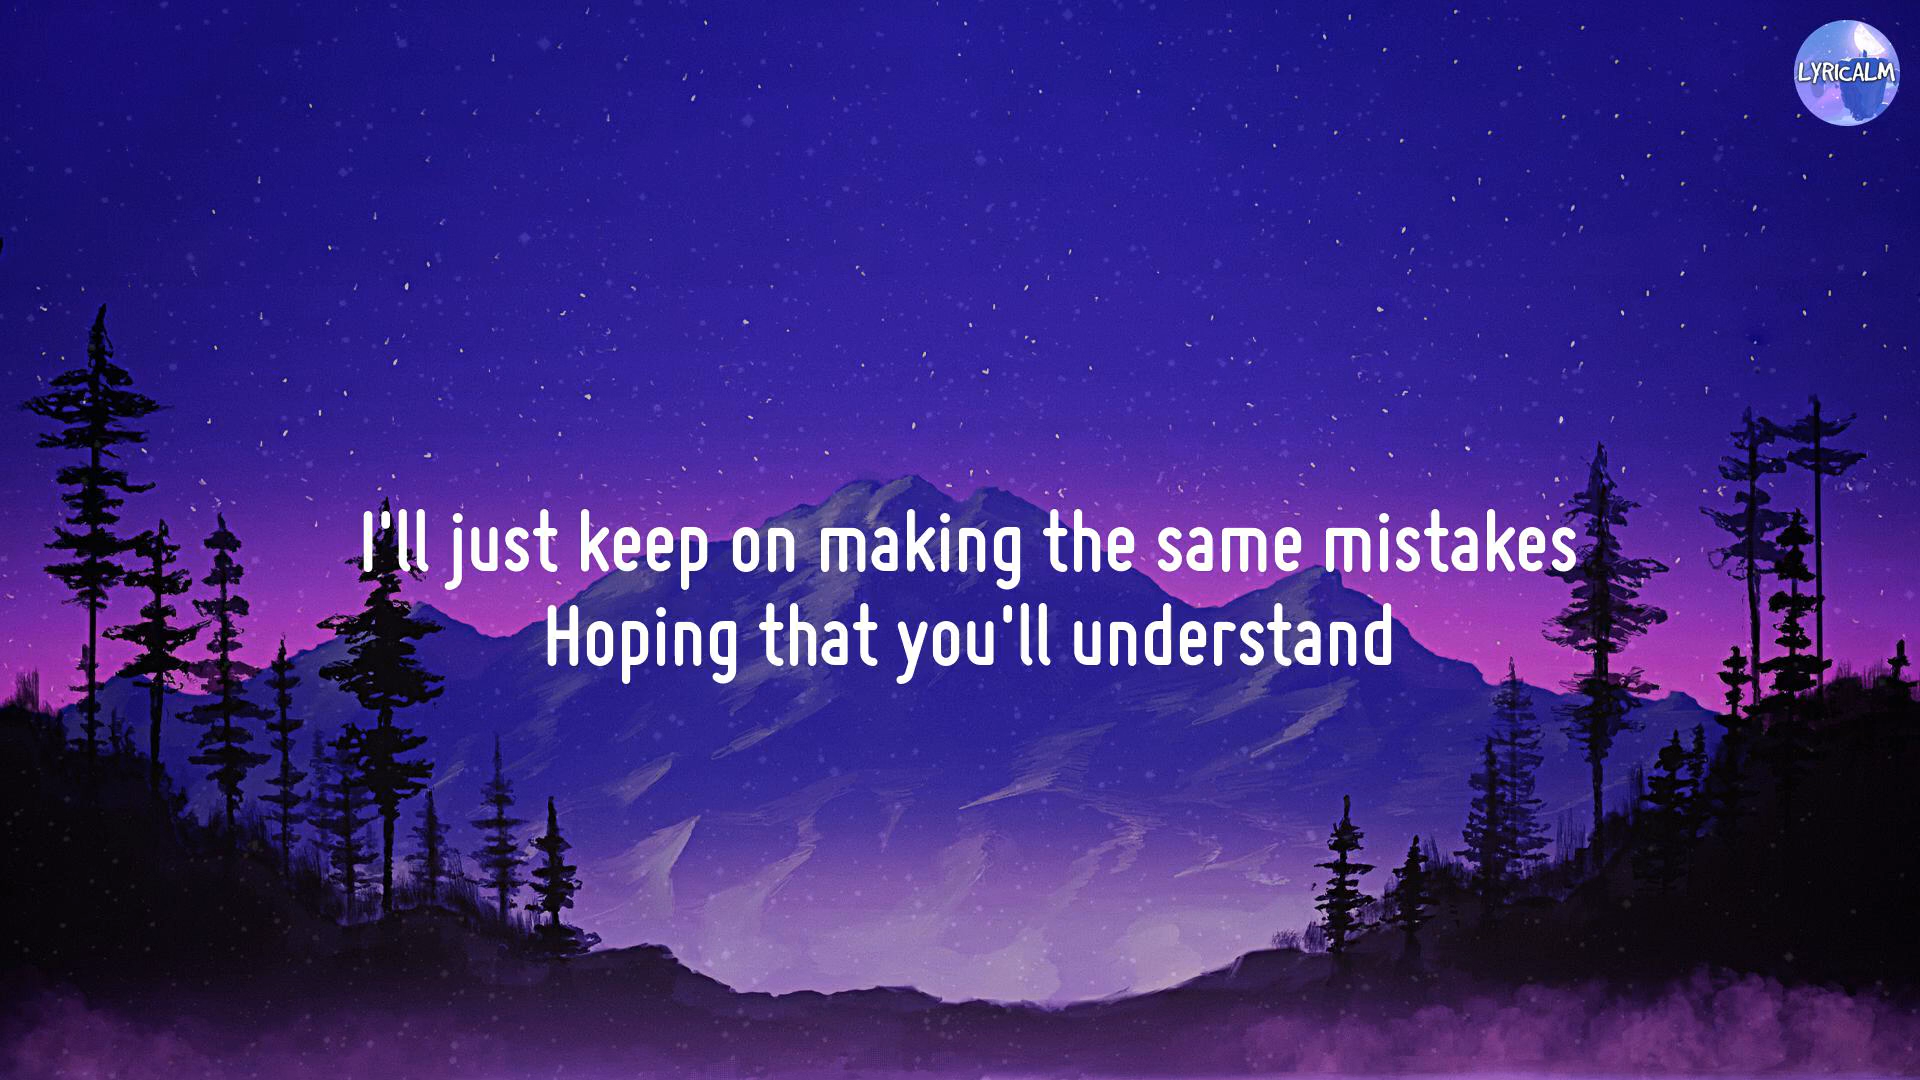 LYRICALM
I'll just keep on making the same mistakes
Hoping that you'll understand